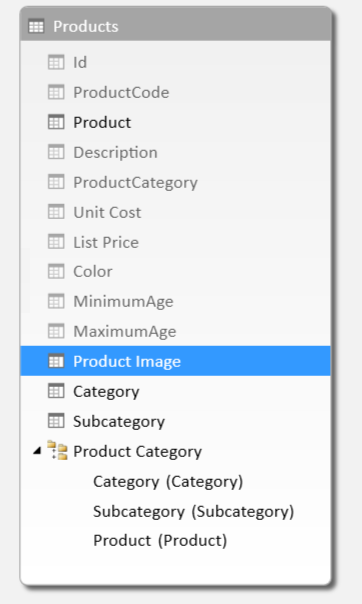 Products
Id
ProductCode
Product
Description
ProductCategory
Unit Cost
List Price
Color
MinimumAge
MaximumAge
Product Image
Category
Subcategory
Product Category
Category (Category)
Subcategory (Subcategory)
Product (Product)